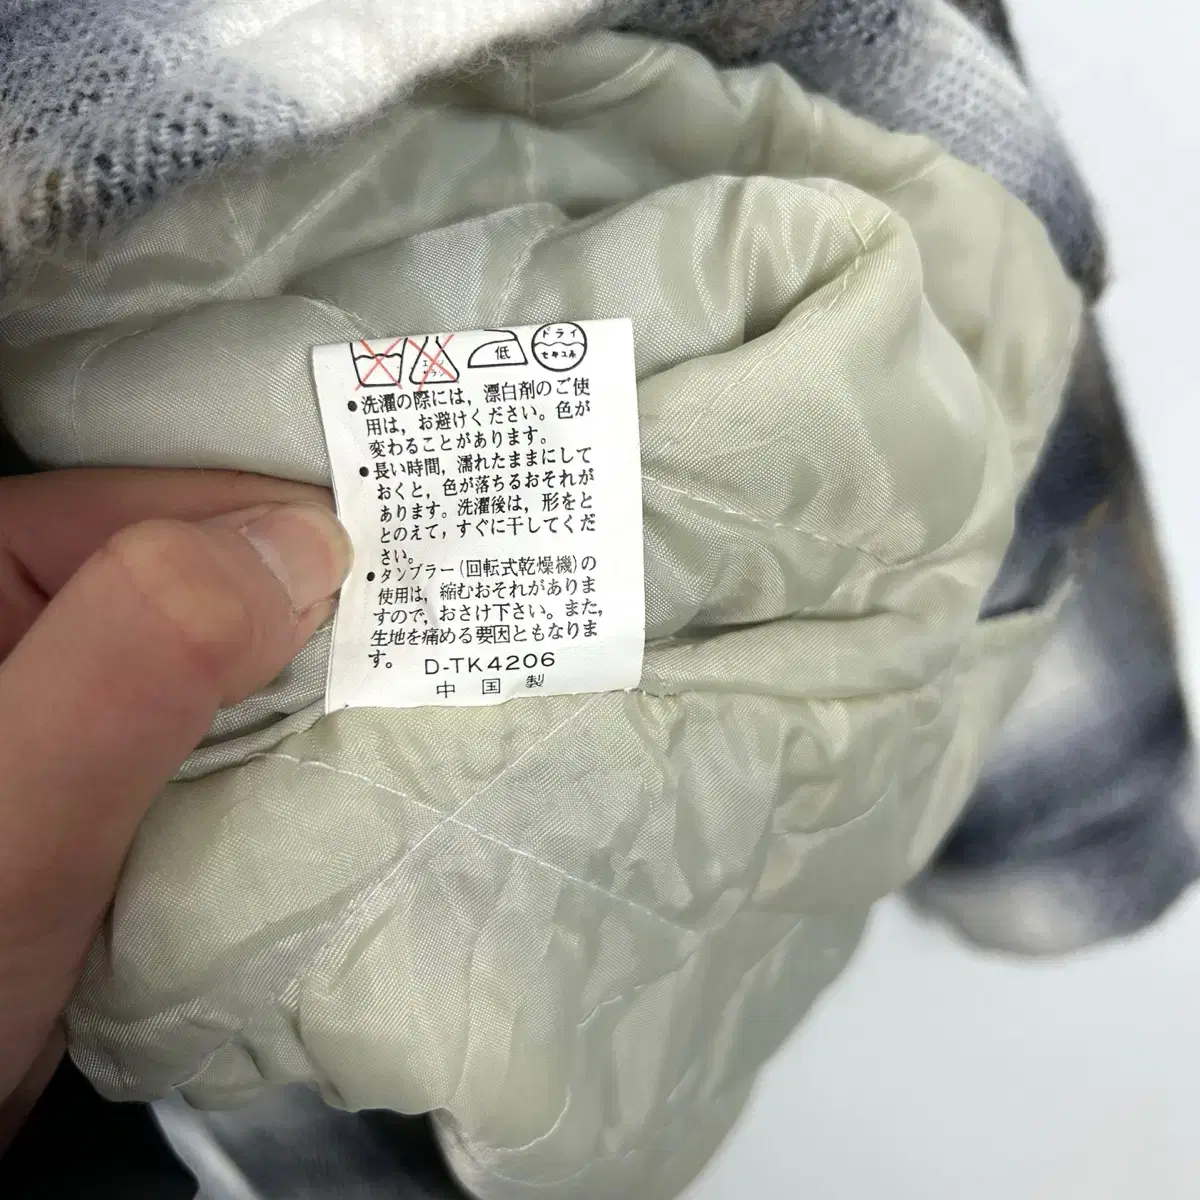 エンソ
サラシ
低
ドライ
セキユ系
●洗濯の際には，漂白剤のご使
用は，お避けください。色が
変わることがあります。
●長い時間，濡れたままにして
おくと，色が落ちるおそれが
あります。洗濯後は，形をと
とのえて，すぐに干してくだ
さい。
●タンブラー(回転式乾燥機)の
使用は，縮むおそれがありま
すので，おさけ下さい。また，
生地を痛める要因ともなりま
す。
D-TK4206
中国製